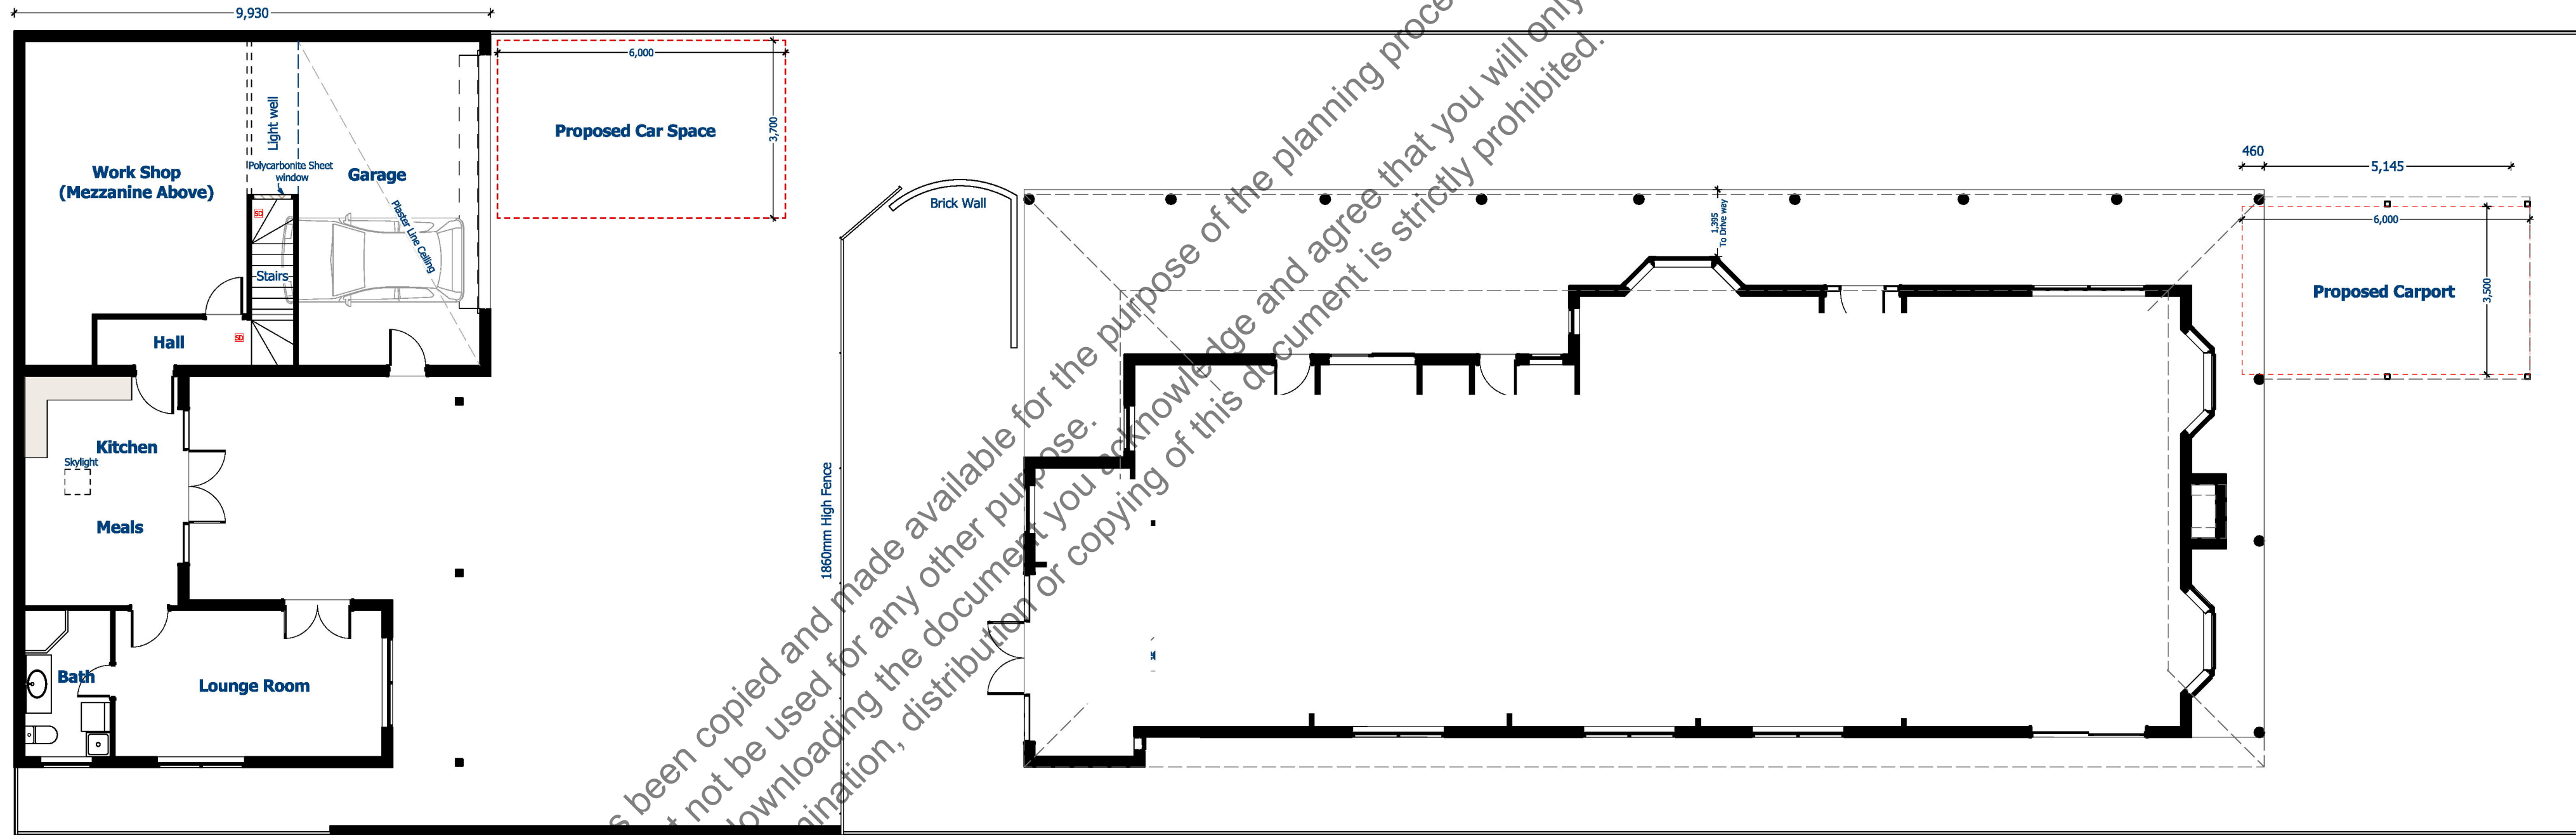 9,930
6,000
3,700
Proposed Car Space
Light well
Polycarbonite Sheet
window
Work Shop
(Mezzanine Above)
Garage
Plaster Line Ceiling
SD
Stairs
Hall
SD
Kitchen
Skylight
Meals
Bath
Lounge Room
1860mm High Fence
Brick Wall
1,395
To Drive way
460
5,145
6,000
3,500
Proposed Carport
s been copied and made available for the purpose of the planning proce
t not be used for any other purpose.
ownloading the document you acknowledge and agree that you will only
mination, distribution or copying of this document is strictly prohibited.